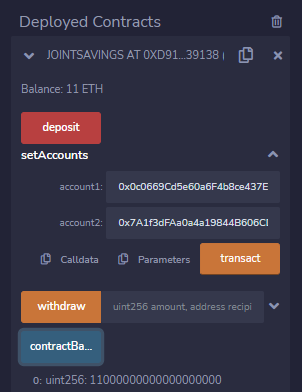 Deployed Contracts
JOINTSAVINGS AT 0XD91...39138 (
Balance: 11 ETH
deposit
setAccounts
account1: 0x0c0669Cd5e60a6F4b8ce437E
account2: 0x7A1f3dFAa0a4a19844B606CI
Calldata Parameters transact
withdraw uint256 amount, address recipi
contractBa...
0: uint256: 11000000000000000000